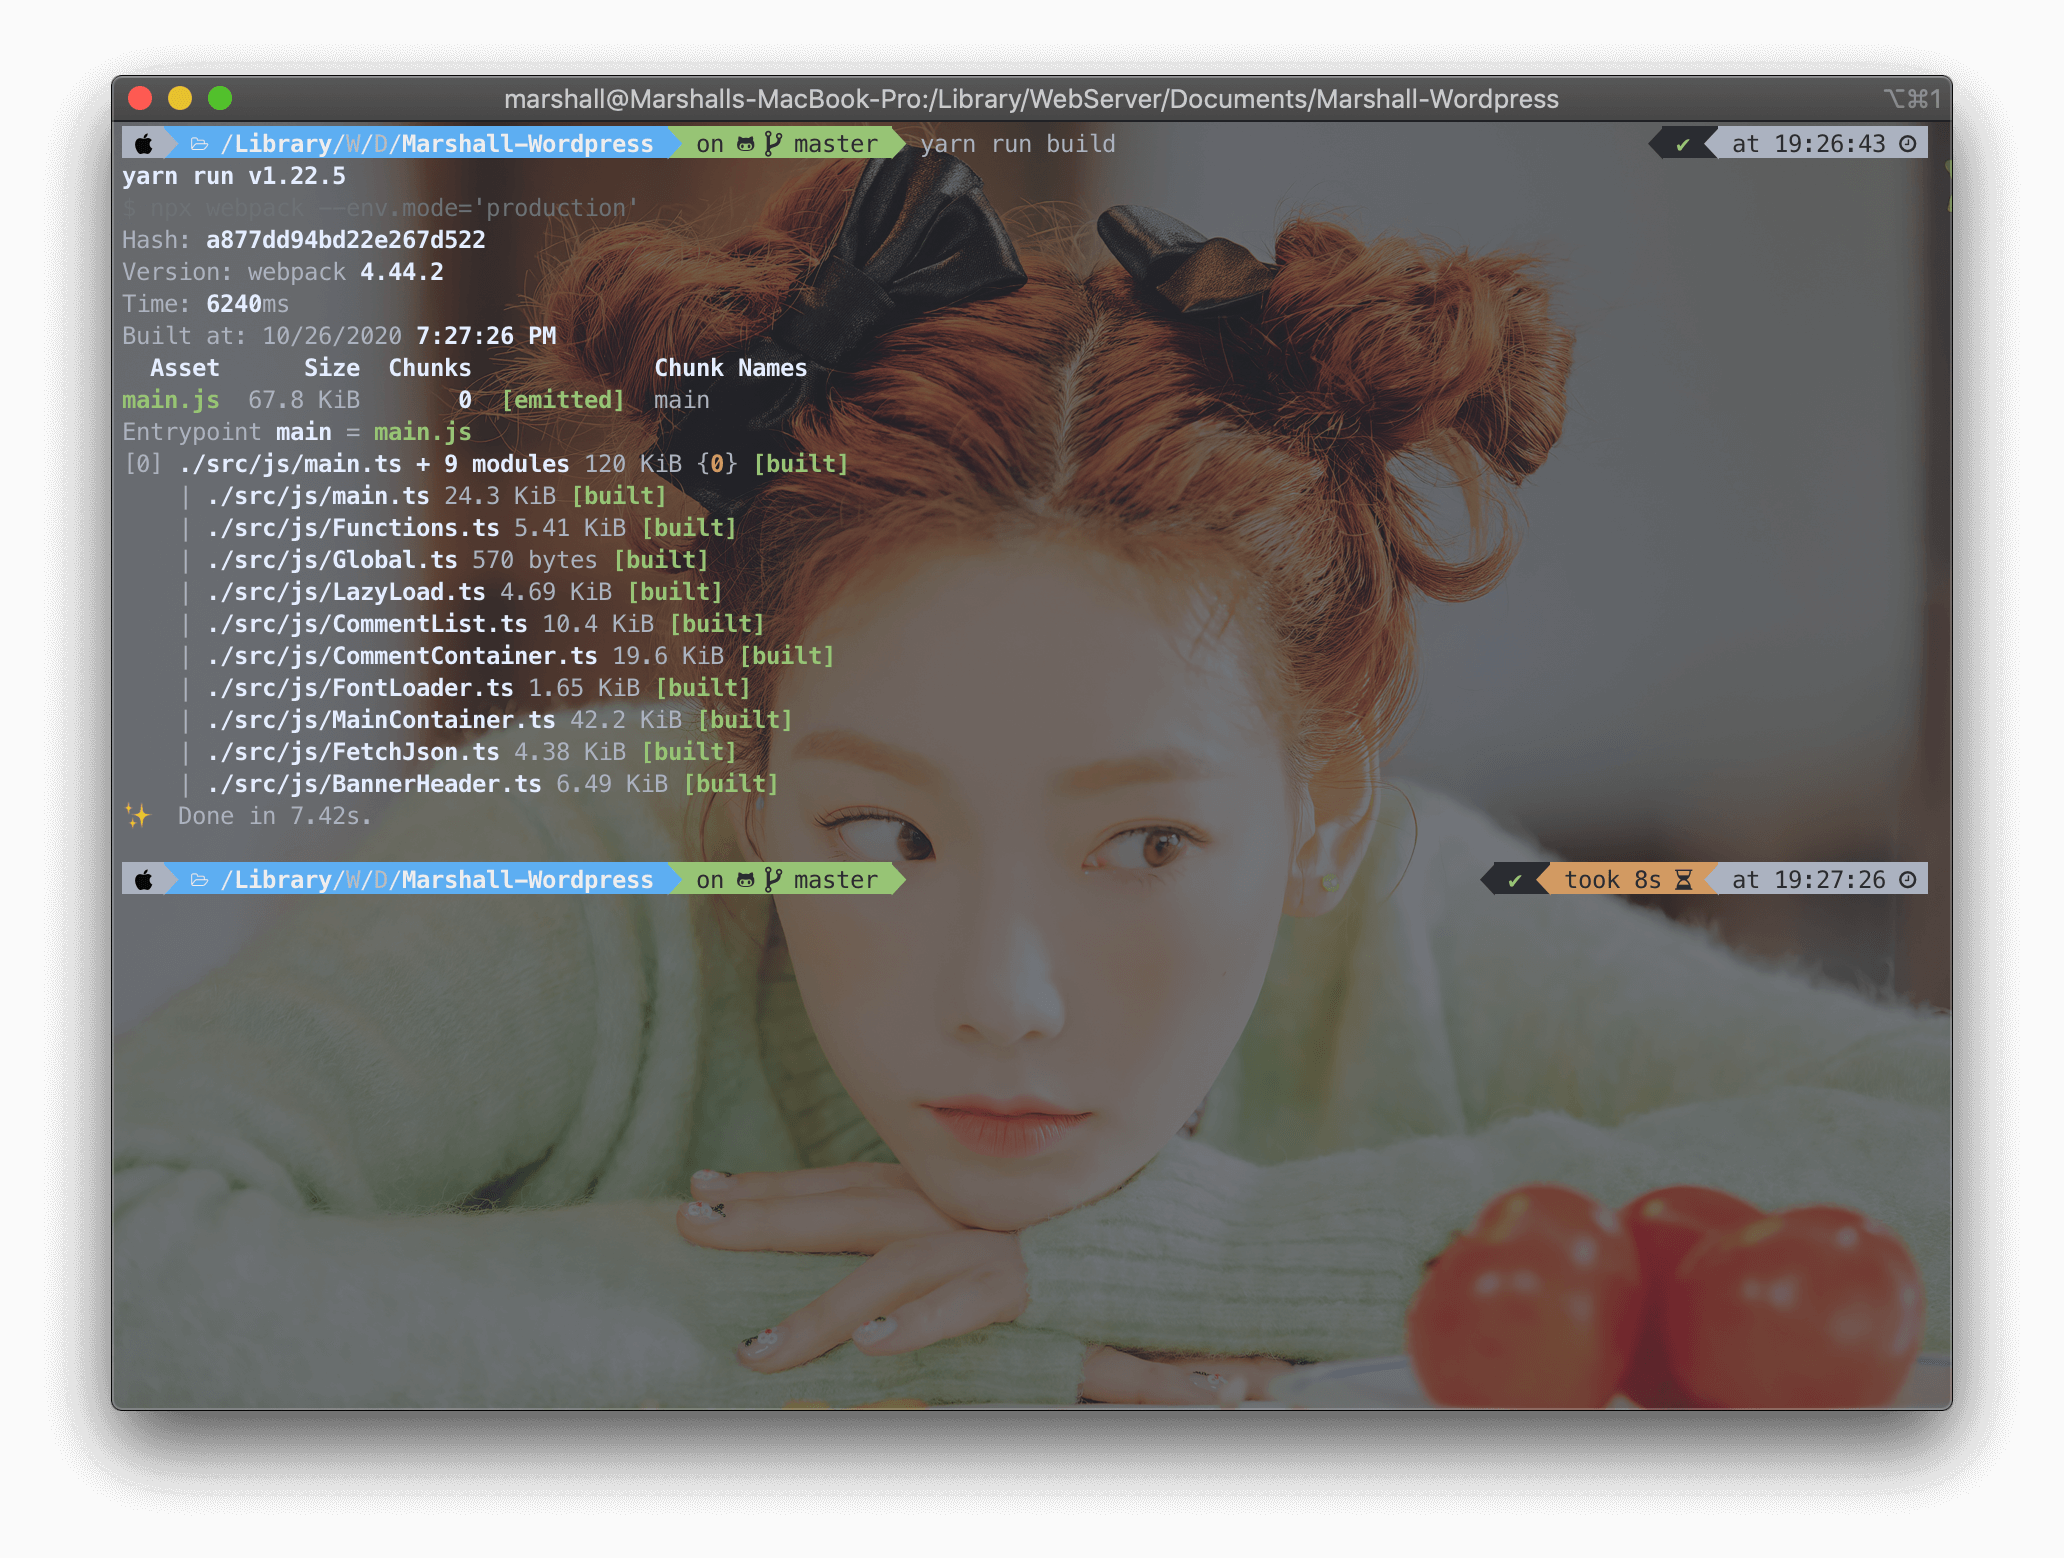 marshall@Marshalls-MacBook-Pro:/Library/WebServer/Documents/Marshall-Wordpress ⌥⌘1
/Library/W/D/Marshall-Wordpress on master yarn run build ✔ at 19:26:43
yarn run v1.22.5
$ npx webpack --env.mode='production'
Hash: a877dd94bd22e267d522
Version: webpack 4.44.2
Time: 6240ms
Built at: 10/26/2020 7:27:26 PM
Asset Size Chunks Chunk Names
main.js 67.8 KiB 0 [emitted] main
Entrypoint main = main.js
[0] ./src/js/main.ts + 9 modules 120 KiB {0} [built]
| ./src/js/main.ts 24.3 KiB [built]
| ./src/js/Functions.ts 5.41 KiB [built]
| ./src/js/Global.ts 570 bytes [built]
| ./src/js/LazyLoad.ts 4.69 KiB [built]
| ./src/js/CommentList.ts 10.4 KiB [built]
| ./src/js/CommentContainer.ts 19.6 KiB [built]
| ./src/js/FontLoader.ts 1.65 KiB [built]
| ./src/js/MainContainer.ts 42.2 KiB [built]
| ./src/js/FetchJson.ts 4.38 KiB [built]
| ./src/js/BannerHeader.ts 6.49 KiB [built]
✨ Done in 7.42s.
/Library/W/D/Marshall-Wordpress on master ✔ took 8s at 19:27:26